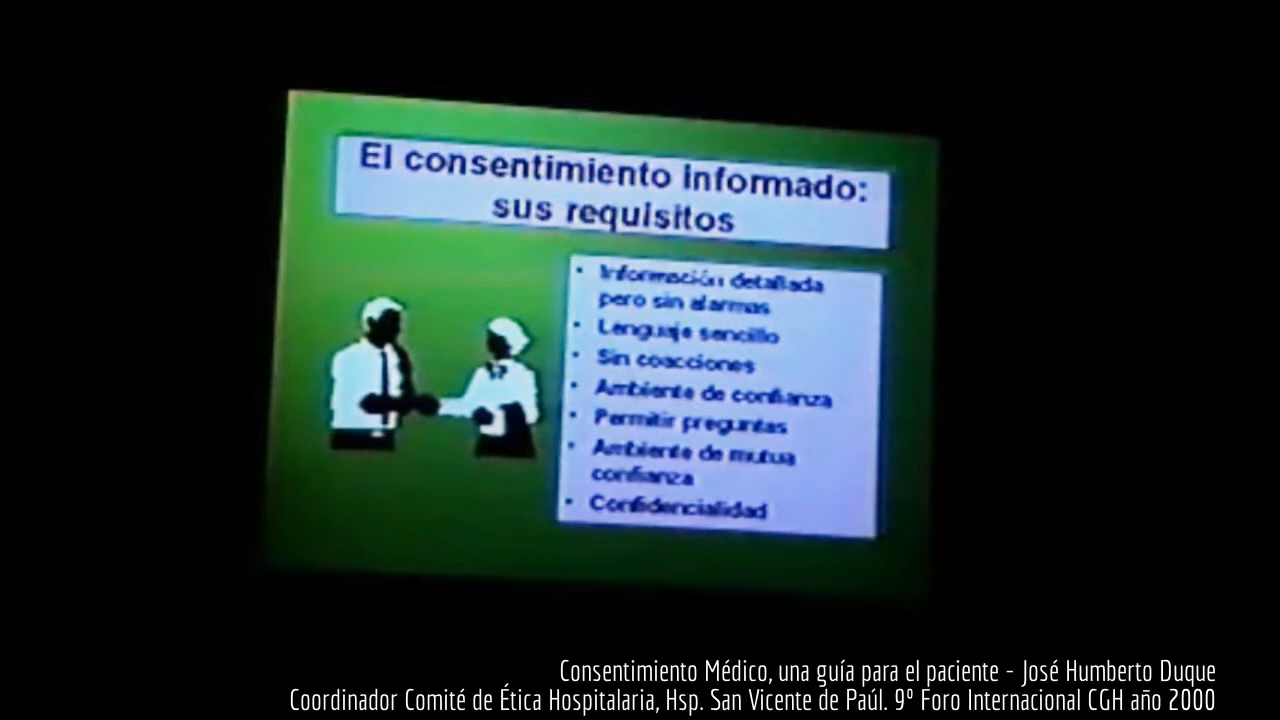 El consentimiento informado:
sus requisitos
• Información detallada
pero sin alarmas
• Lenguaje sencillo
• Sin coacciones
• Ambiente de confianza
• Permitir preguntas
• Ambiente de mutua
confianza
• Confidencialidad
Consentimiento Médico, una guía para el paciente - José Humberto Duque
Coordinador Comité de Ética Hospitalaria, Hsp. San Vicente de Paúl. 9º Foro Internacional CGH año 2000